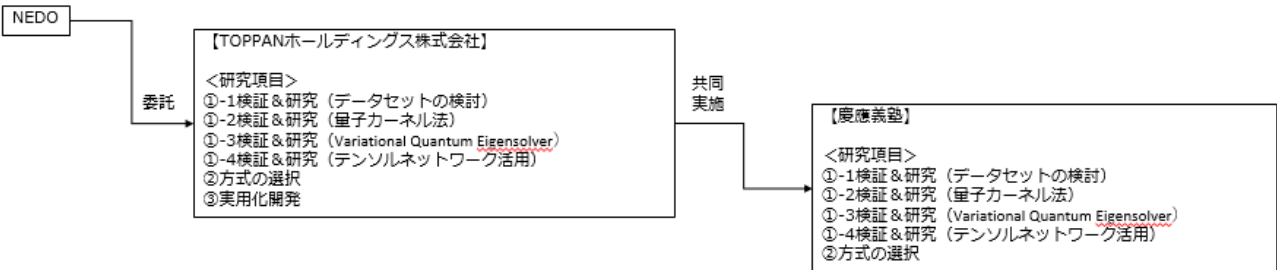 NEDO
委託
【TOPPANホールディングス株式会社】
＜研究項目＞
①-1検証＆研究（データセットの検討）
①-2検証＆研究（量子カーネル法）
①-3検証＆研究（Variational Quantum Eigensolver）
①-4検証＆研究（テンソルネットワーク活用）
②方式の選択
③実用化開発
共同
実施
【慶應義塾】
＜研究項目＞
①-1検証＆研究（データセットの検討）
①-2検証＆研究（量子カーネル法）
①-3検証＆研究（Variational Quantum Eigensolver）
①-4検証＆研究（テンソルネットワーク活用）
②方式の選択